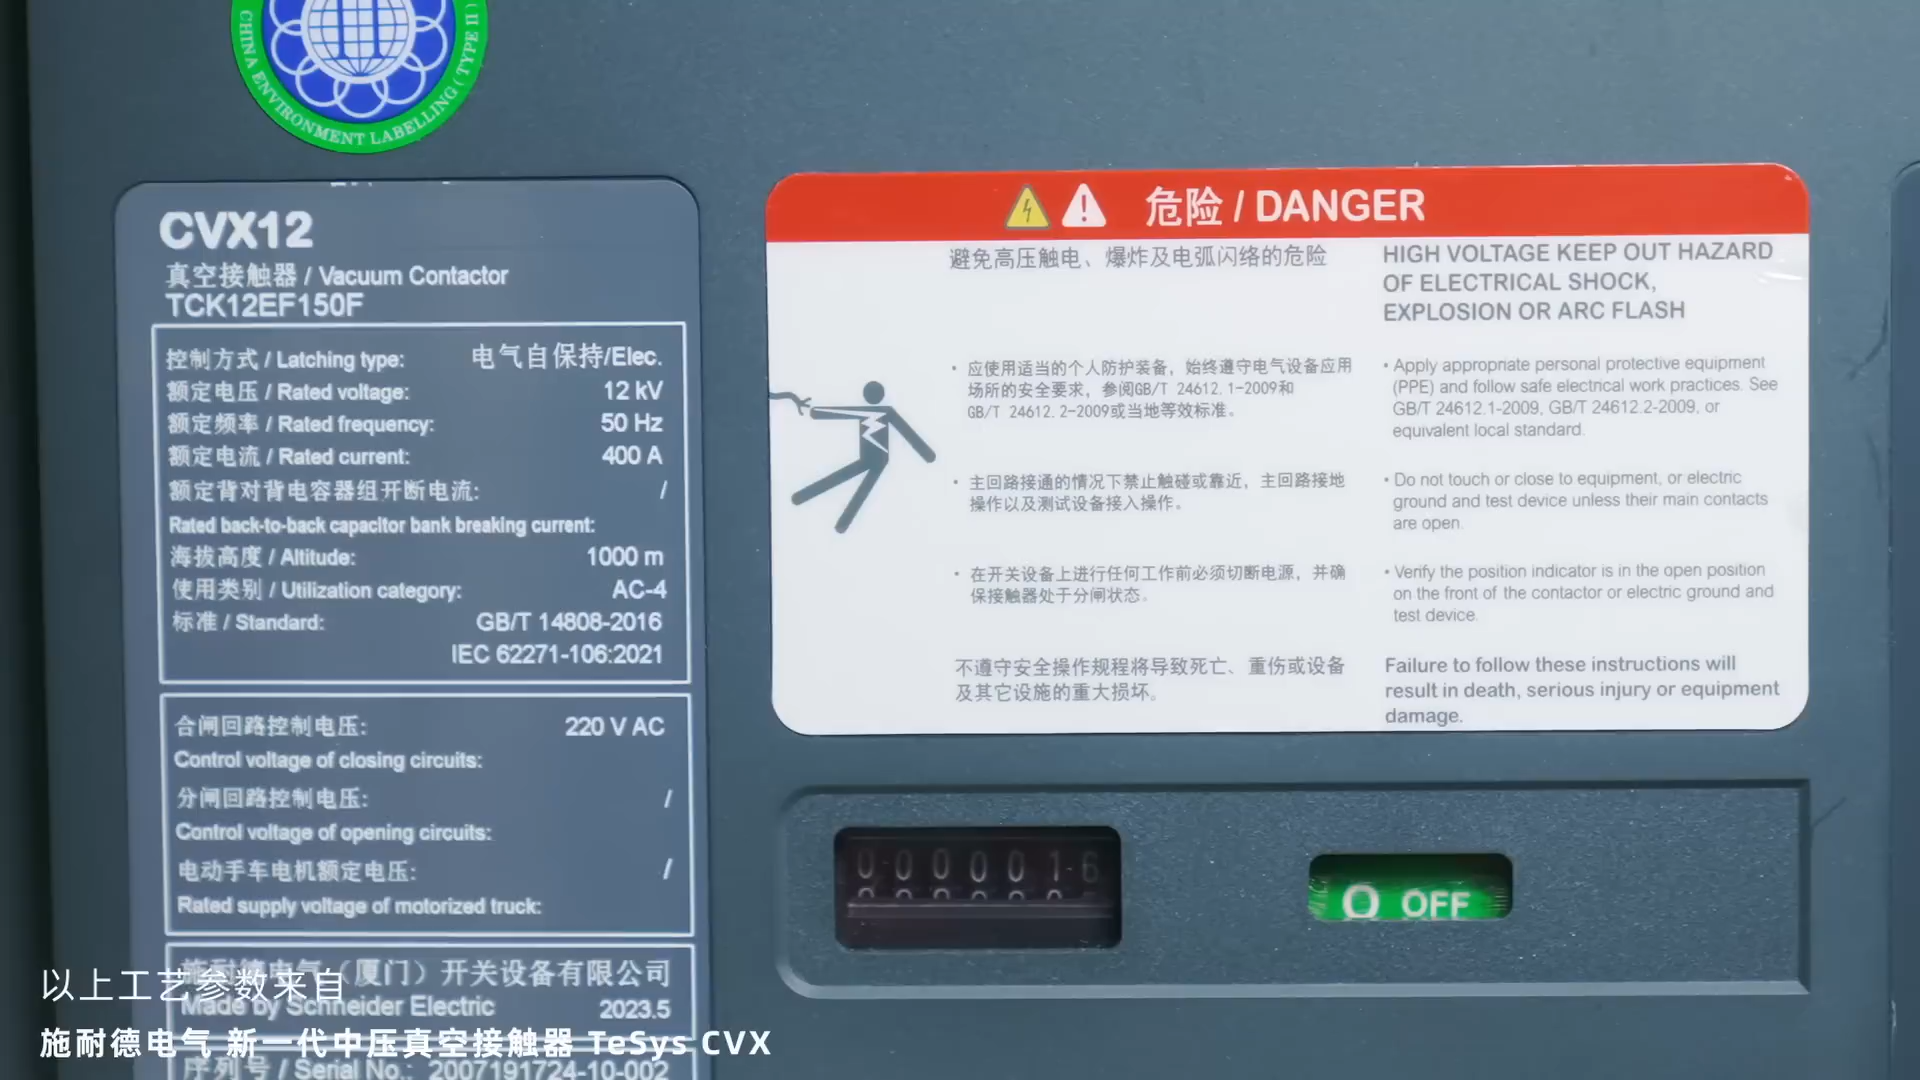 CHINA ENVIRONMENT LABELLING (TYPE II)
CVX12
真空接触器 / Vacuum Contactor
TCK12EF150F
控制方式 / Latching type: 电气自保持/Elec.
额定电压 / Rated voltage: 12 kV
额定频率 / Rated frequency: 50 Hz
额定电流 / Rated current: 400 A
额定背对背电容器组开断电流: /
Rated back-to-back capacitor bank breaking current:
海拔高度 / Altitude: 1000 m
使用类别 / Utilization category: AC-4
标准 / Standard: GB/T 14808-2016
IEC 62271-106:2021
合闸回路控制电压: 220 V AC
Control voltage of closing circuits:
分闸回路控制电压: /
Control voltage of opening circuits:
电动手车电机额定电压: /
Rated supply voltage of motorized truck:
施耐德电气（厦门）开关设备有限公司
Made by Schneider Electric 2023.5
序列号 / Serial No.: 2007191724-10-002
危险 / DANGER
避免高压触电、爆炸及电弧闪络的危险
应使用适当的个人防护装备，始终遵守电气设备应用
场所的安全要求，参阅GB/T 24612.1-2009和
GB/T 24612.2-2009或当地等效标准。
主回路接通的情况下禁止触碰或靠近，主回路接地
操作以及测试设备接入操作。
在开关设备上进行任何工作前必须切断电源，并确
保接触器处于分闸状态。
不遵守安全操作规程将导致死亡、重伤或设备
及其它设施的重大损坏。
HIGH VOLTAGE KEEP OUT HAZARD
OF ELECTRICAL SHOCK,
EXPLOSION OR ARC FLASH
Apply appropriate personal protective equipment
(PPE) and follow safe electrical work practices. See
GB/T 24612.1-2009, GB/T 24612.2-2009, or
equivalent local standard.
Do not touch or close to equipment, or electric
ground and test device unless their main contacts
are open.
Verify the position indicator is in the open position
on the front of the contactor or electric ground and
test device.
Failure to follow these instructions will
result in death, serious injury or equipment
damage.
0000016
O OFF
以上工艺参数来自
施耐德电气 新一代中压真空接触器 TeSys CVX